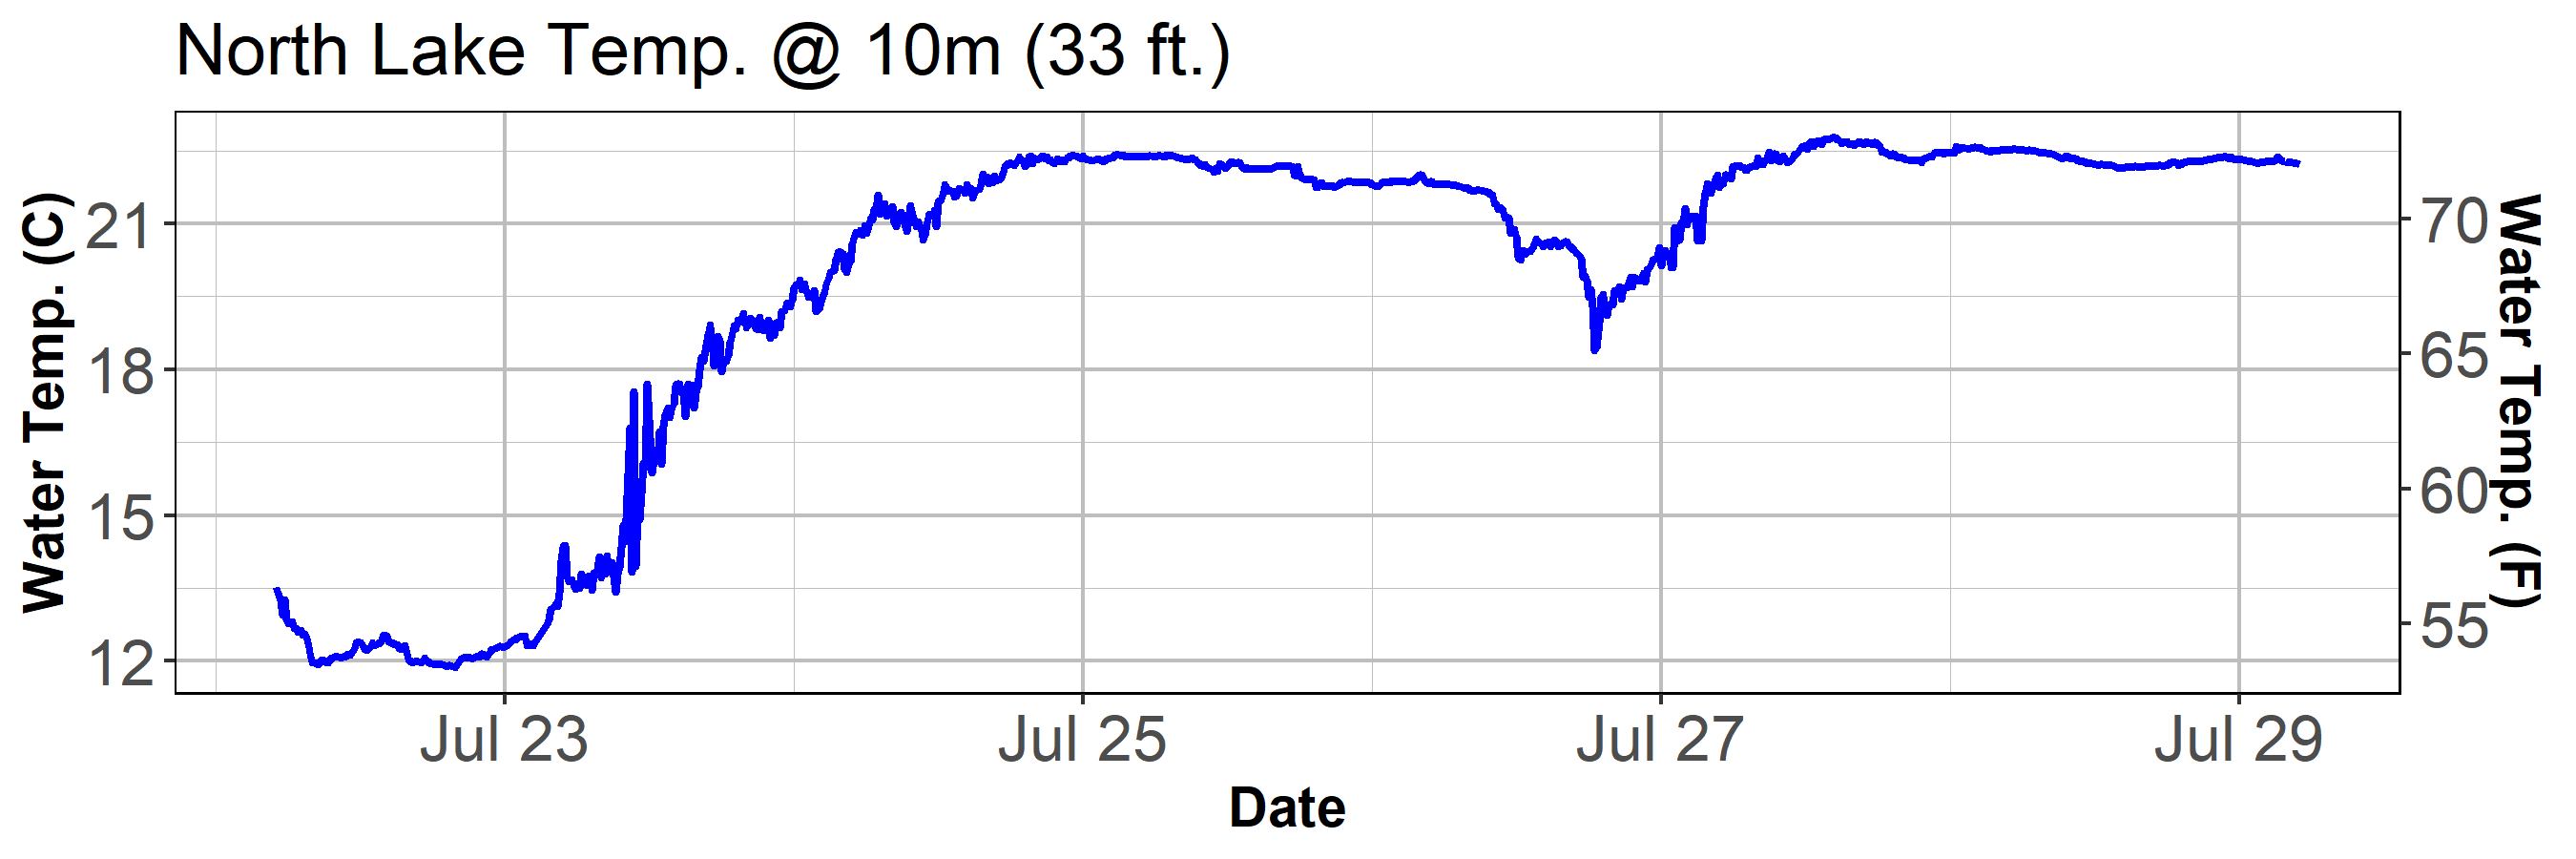 North Lake Temp. @ 10m (33 ft.)
Water Temp. (C)
21
18
15
12
70
65
60
55
Water Temp. (F)
Jul 23 Jul 25 Jul 27 Jul 29
Date